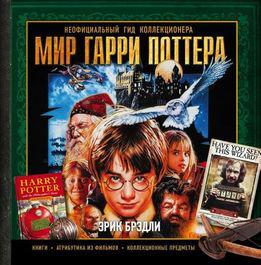 НЕОФИЦИАЛЬНЫЙ ГИД КОЛЛЕКЦИОНЕРА
МИР ГАРРИ ПОТТЕРА
HAVE YOU SEEN
THIS WIZARD?
HARRY
POTTER
ЭРИК БРЭДЛИ
КНИГИ • АТРИБУТИКА ИЗ ФИЛЬМОВ • КОЛЛЕКЦИОННЫЕ ПРЕДМЕТЫ